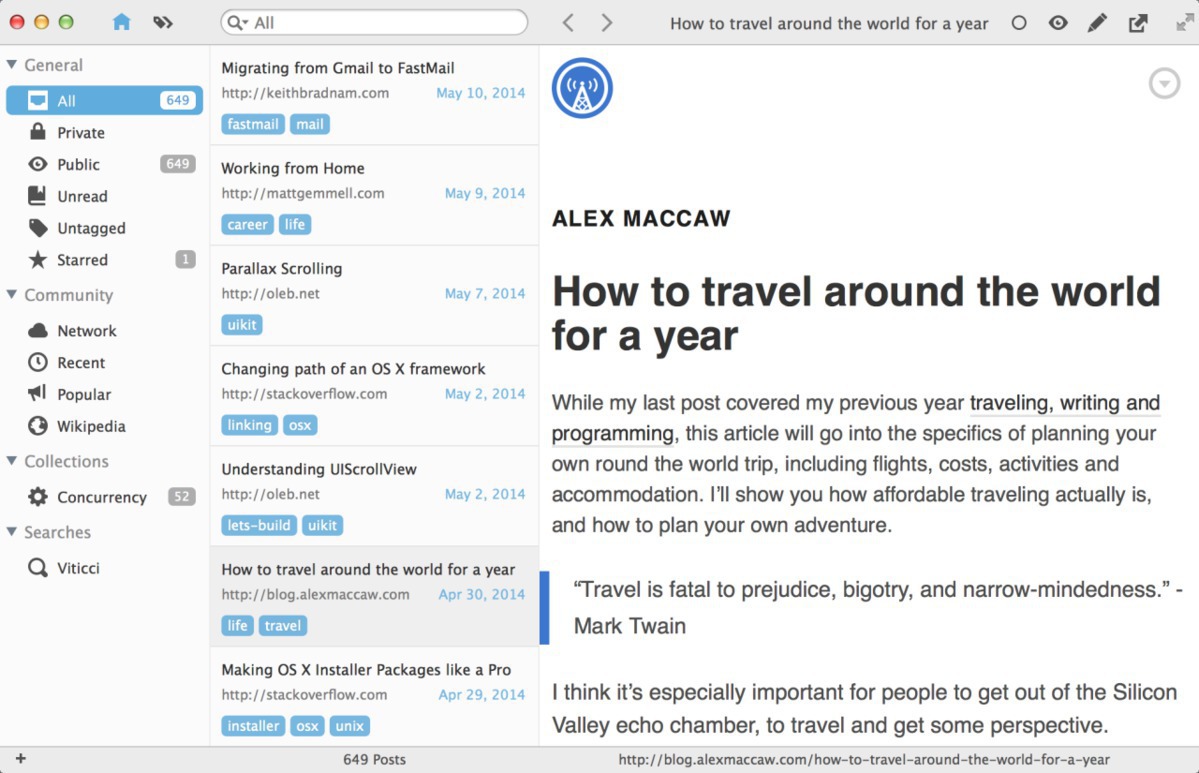 All
How to travel around the world for a year
General
All 649
Private
Public 649
Unread
Untagged
Starred 1
Community
Network
Recent
Popular
Wikipedia
Collections
Concurrency 52
Searches
Viticci
Migrating from Gmail to FastMail
http://keithbradnam.com May 10, 2014
fastmail mail
Working from Home
http://mattgemmell.com May 9, 2014
career life
Parallax Scrolling
http://oleb.net May 7, 2014
uikit
Changing path of an OS X framework
http://stackoverflow.com May 2, 2014
linking osx
Understanding UIScrollView
http://oleb.net May 2, 2014
lets-build uikit
How to travel around the world for a year
http://blog.alexmaccaw.com Apr 30, 2014
life travel
Making OS X Installer Packages like a Pro
http://stackoverflow.com Apr 29, 2014
installer osx unix
ALEX MACCAW
How to travel around the world
for a year
While my last post covered my previous year traveling, writing and
programming, this article will go into the specifics of planning your
own round the world trip, including flights, costs, activities and
accommodation. I’ll show you how affordable traveling actually is,
and how to plan your own adventure.
“Travel is fatal to prejudice, bigotry, and narrow-mindedness.” -
Mark Twain
I think it’s especially important for people to get out of the Silicon
Valley echo chamber, to travel and get some perspective.
+ 649 Posts http://blog.alexmaccaw.com/how-to-travel-around-the-world-for-a-year